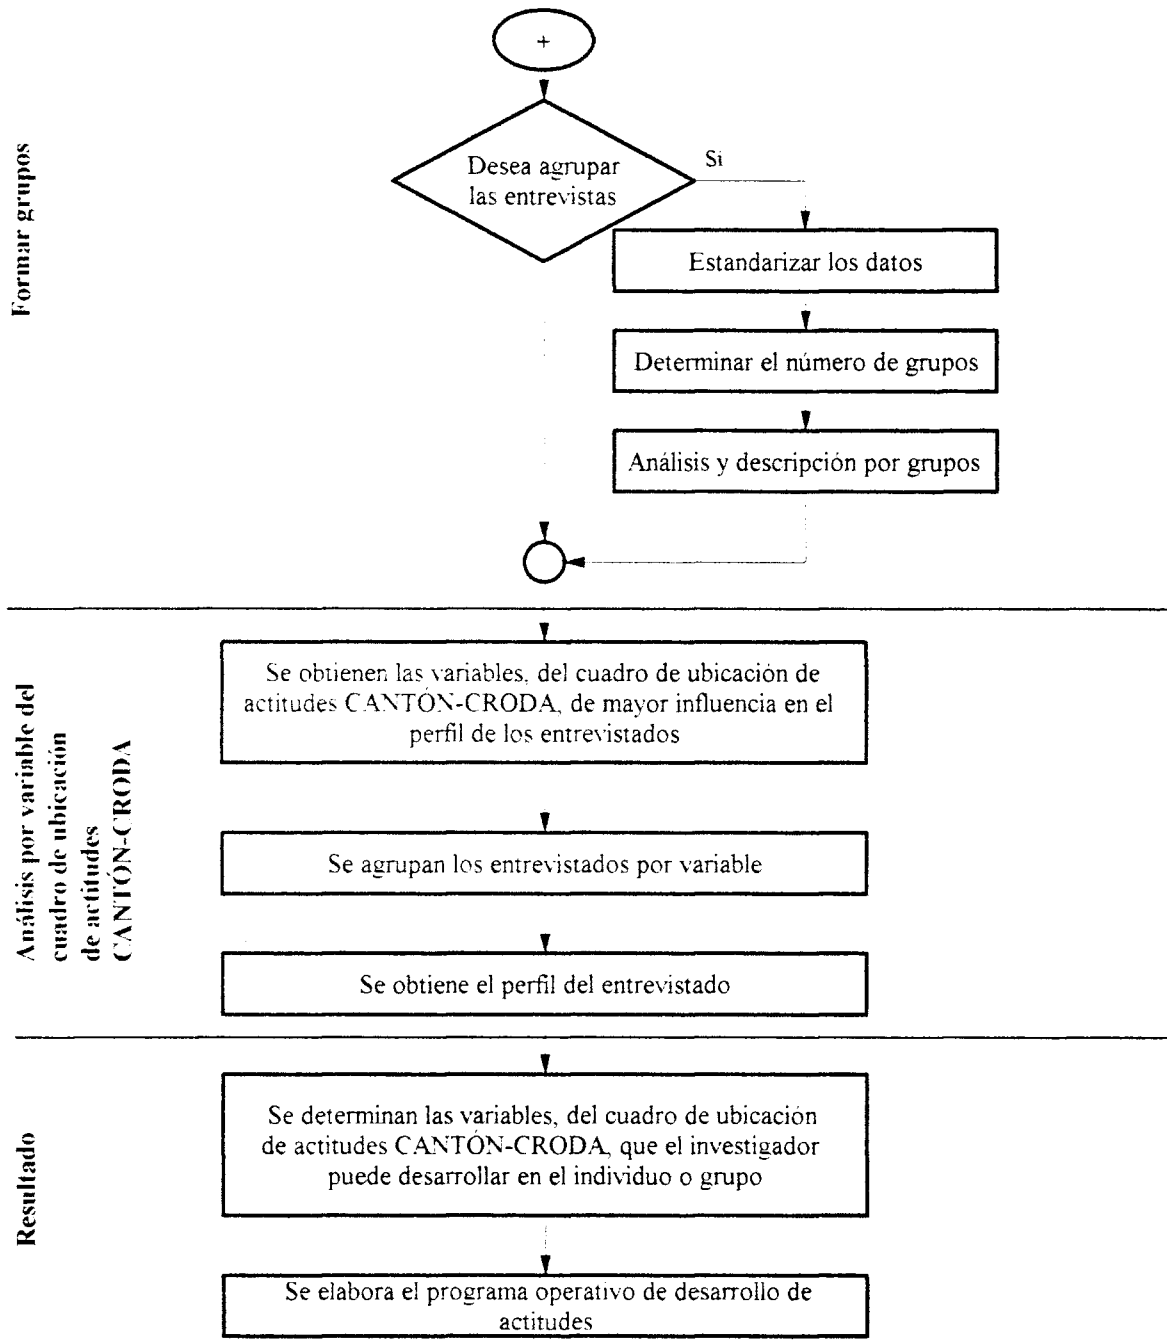 +
Formar grupos
Desea agrupar
las entrevistas
Si
Estandarizar los datos
Determinar el número de grupos
Análisis y descripción por grupos
Análisis por variable del
cuadro de ubicación
de actitudes
CANTÓN-CRODA
Se obtienen las variables, del cuadro de ubicación de
actitudes CANTÓN-CRODA, de mayor influencia en el
perfil de los entrevistados
Se agrupan los entrevistados por variable
Se obtiene el perfil del entrevistado
Resultado
Se determinan las variables, del cuadro de ubicación
de actitudes CANTÓN-CRODA, que el investigador
puede desarrollar en el individuo o grupo
Se elabora el programa operativo de desarrollo de
actitudes